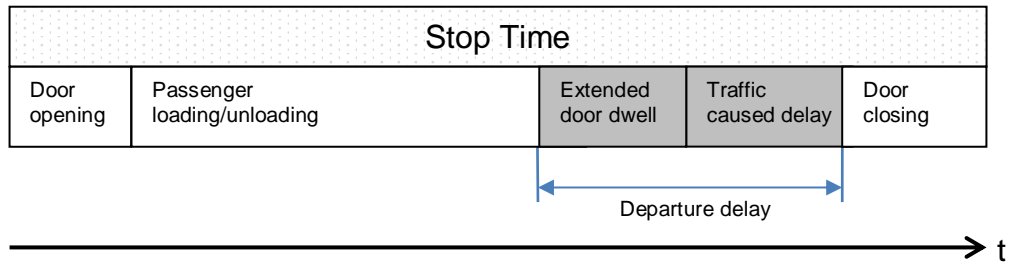 Stop Time
Door
opening
Passenger
loading/unloading
Extended
door dwell
Traffic
caused delay
Door
closing
Departure delay
t